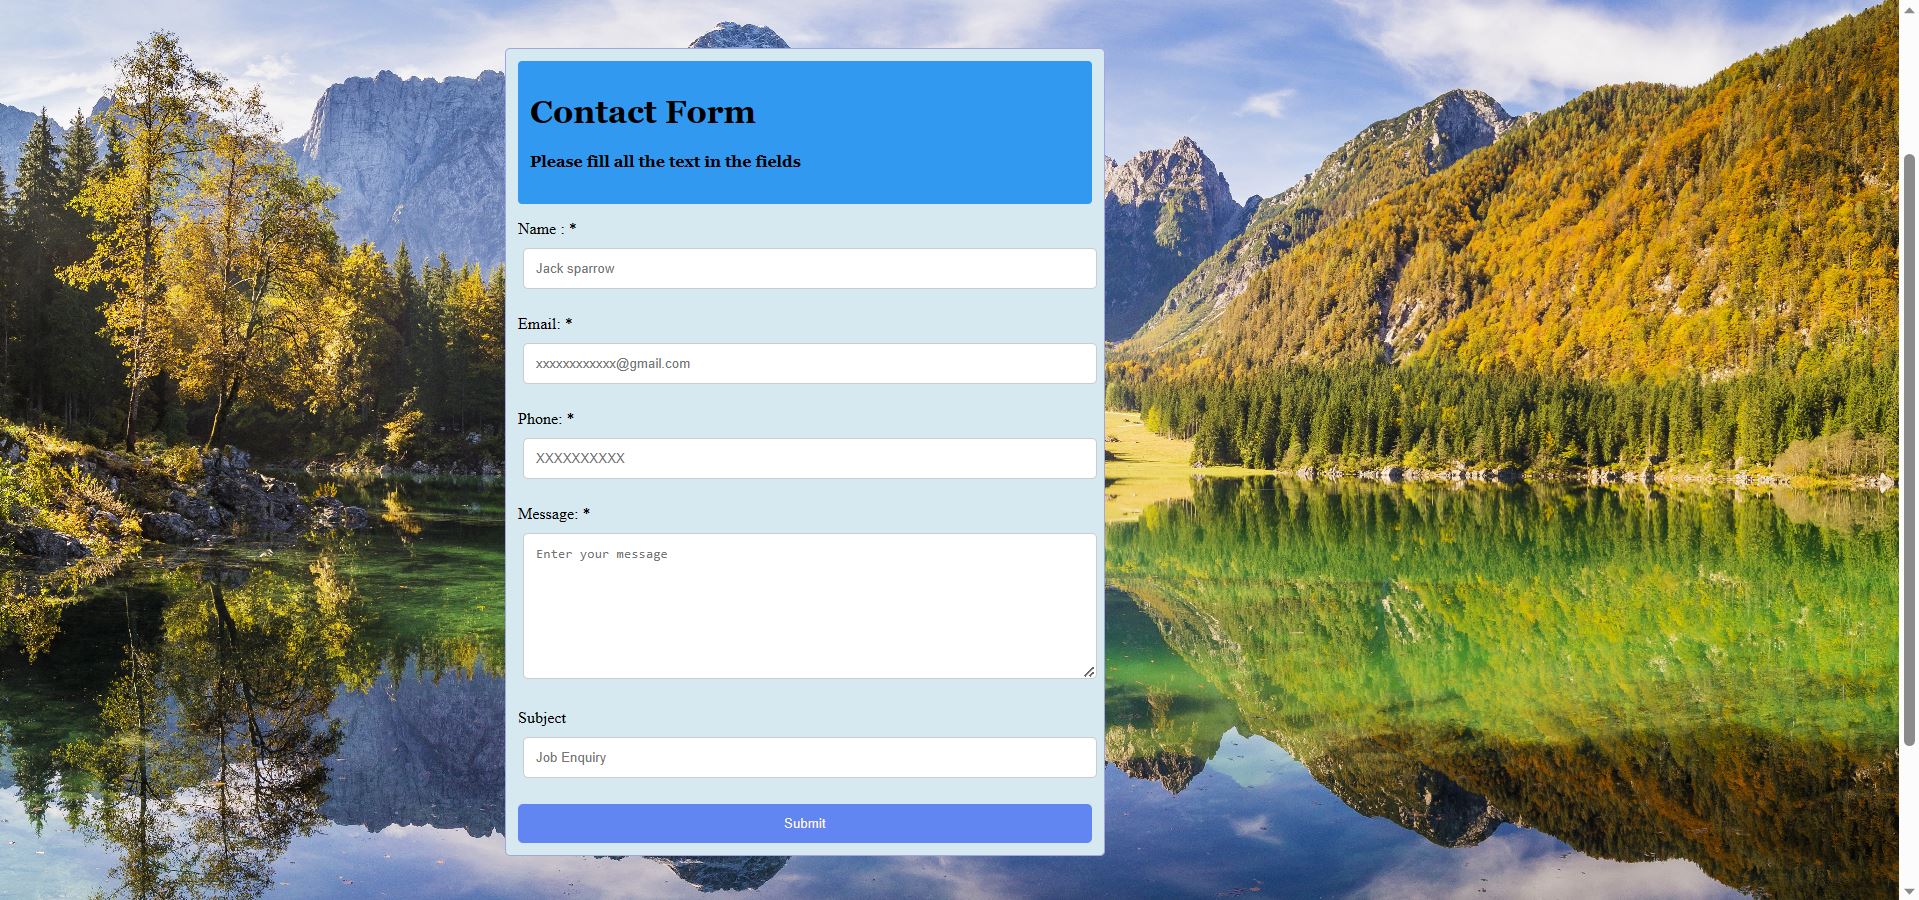 Contact Form
Please fill all the text in the fields
Name : *
Jack sparrow
Email: *
xxxxxxxxxxxx@gmail.com
Phone: *
XXXXXXXXXX
Message: *
Enter your message
Subject
Job Enquiry
Submit